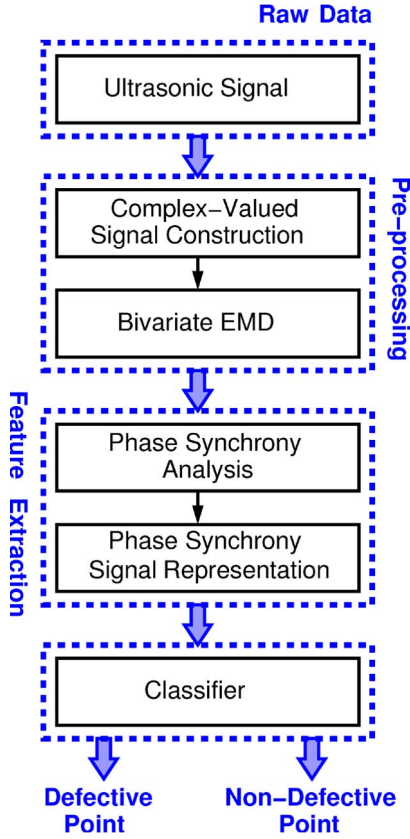 Raw Data
Ultrasonic Signal
Complex-Valued
Signal Construction
Pre-processing
Bivariate EMD
Feature Extraction
Phase Synchrony
Analysis
Phase Synchrony
Signal Representation
Classifier
Defective
Point
Non-Defective
Point